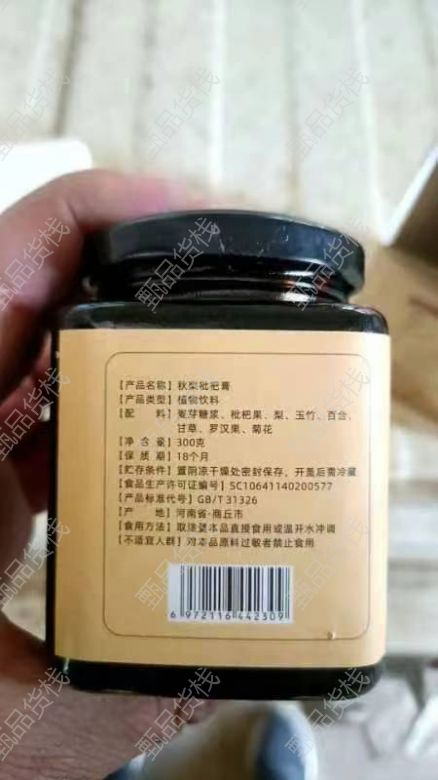 【产品名称】秋梨枇杷膏
【产品类型】植物饮料
【配 料】麦芽糖浆、枇杷果、梨、玉竹、百合、
甘草、罗汉果、菊花
【净 含 量】300克
【保 质 期】18个月
【贮存条件】置阴凉干燥处密封保存，开盖后需冷藏
【食品生产许可证编号】SC10641140200577
【产品标准代号】GB/T31326
【产 地】河南省·商丘市
【食用方法】取沫婆本品直接食用或温开水冲调
【不适宜人群】对本品原料过敏者禁止食用
6 972116 442309
甄品货栈